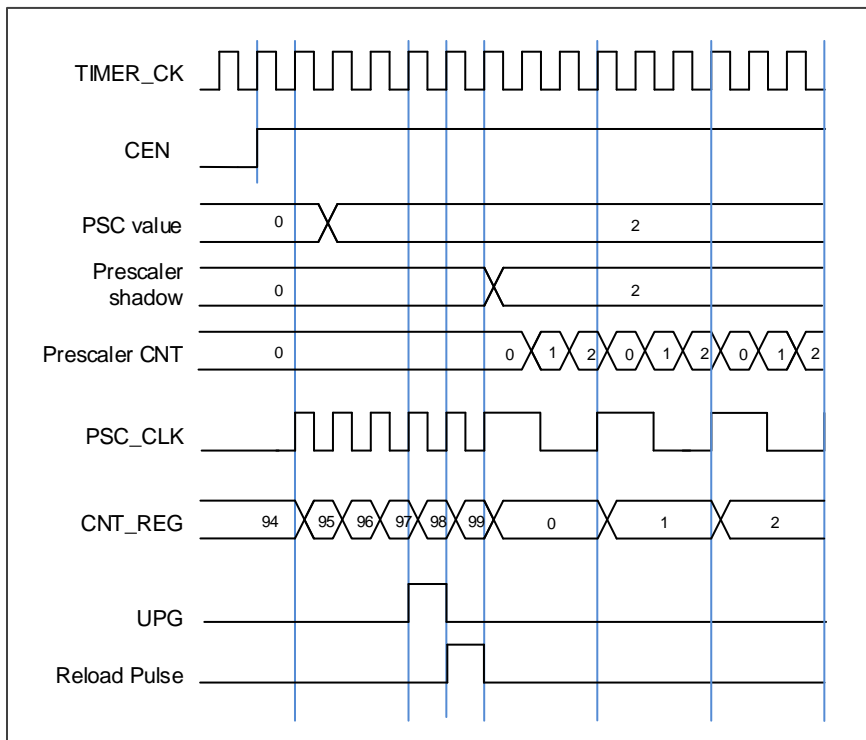 TIMER_CK
CEN
PSC value 0 2
Prescaler
shadow 0 2
Prescaler CNT 0 0 1 2 0 1 2 0 1 2
PSC_CLK
CNT_REG 94 95 96 97 98 99 0 1 2
UPG
Reload Pulse